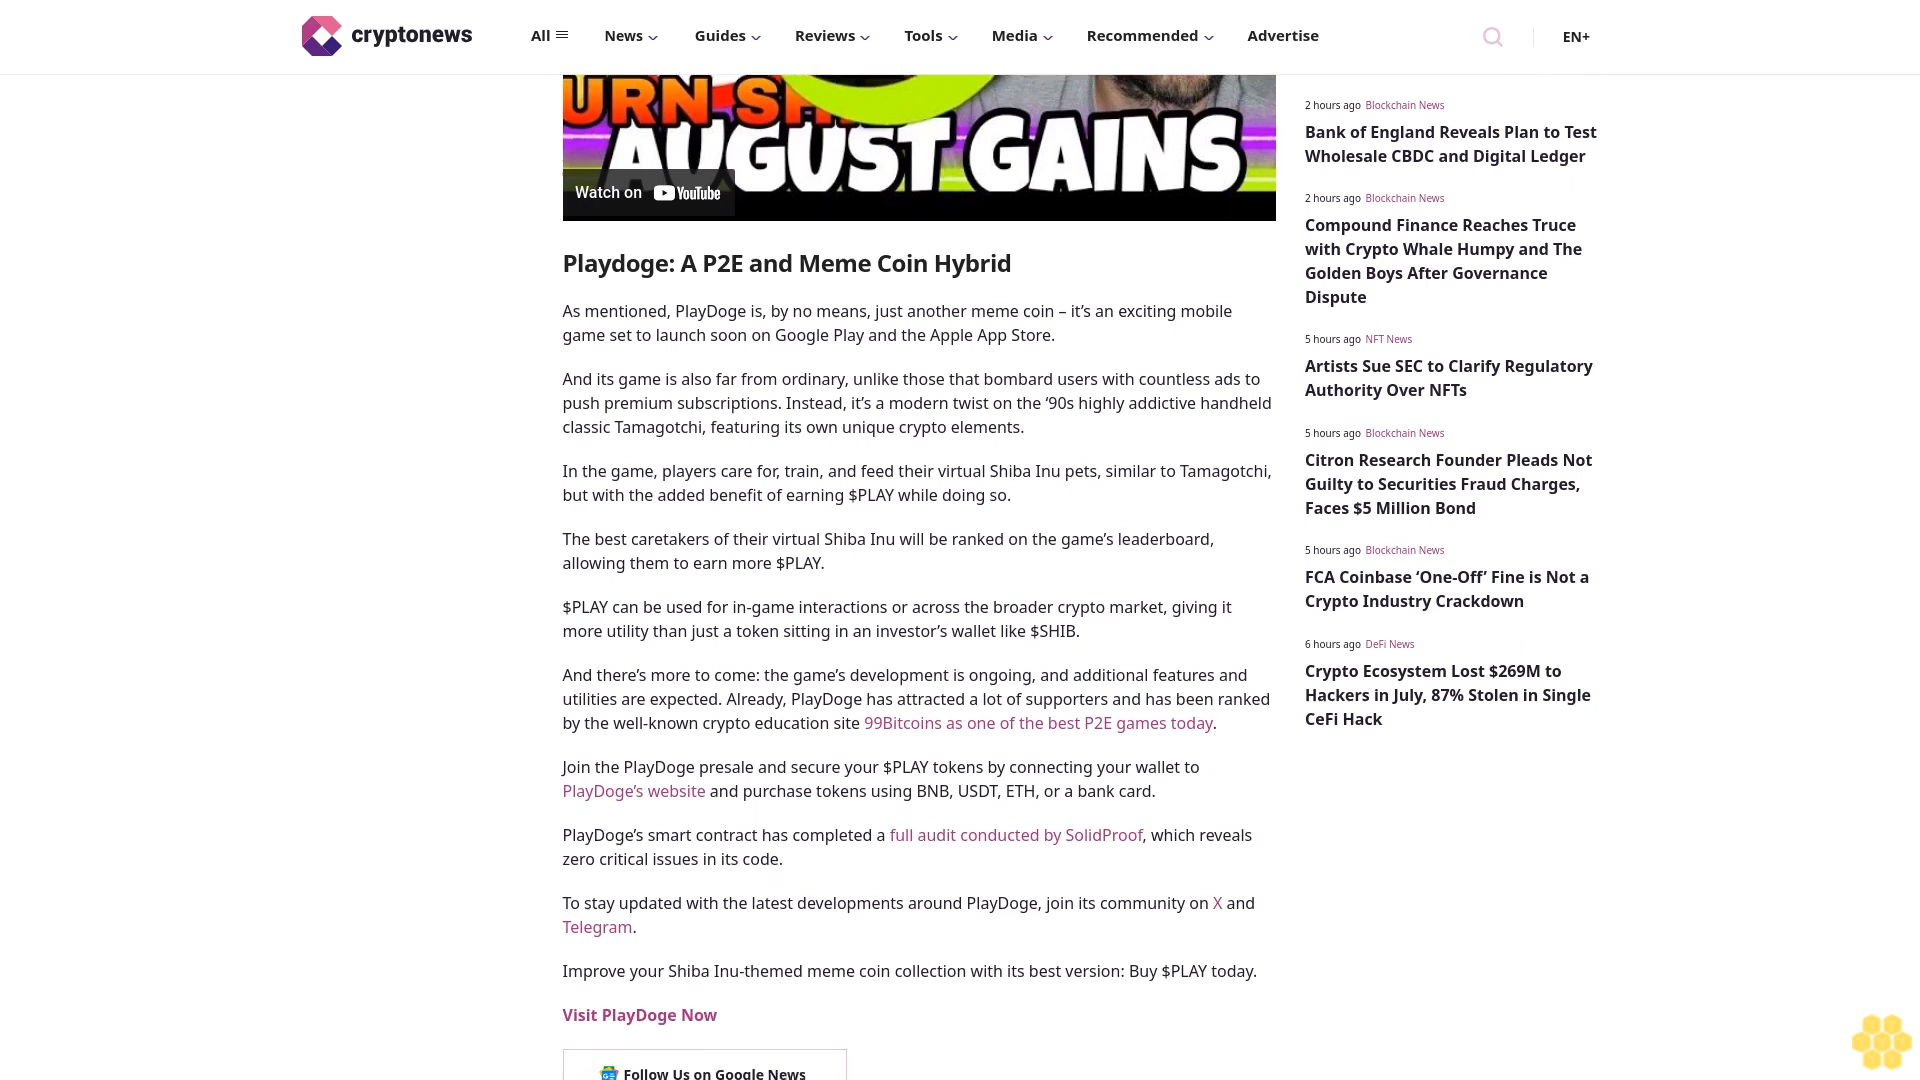 cryptonews
All
News
Guides
Reviews
Tools
Media
Recommended
Advertise
EN+
URN SH
AUGUST GAINS
Watch on YouTube
Playdoge: A P2E and Meme Coin Hybrid
As mentioned, PlayDoge is, by no means, just another meme coin – it’s an exciting mobile
game set to launch soon on Google Play and the Apple App Store.
And its game is also far from ordinary, unlike those that bombard users with countless ads to
push premium subscriptions. Instead, it’s a modern twist on the ‘90s highly addictive handheld
classic Tamagotchi, featuring its own unique crypto elements.
In the game, players care for, train, and feed their virtual Shiba Inu pets, similar to Tamagotchi,
but with the added benefit of earning $PLAY while doing so.
The best caretakers of their virtual Shiba Inu will be ranked on the game’s leaderboard,
allowing them to earn more $PLAY.
$PLAY can be used for in-game interactions or across the broader crypto market, giving it
more utility than just a token sitting in an investor’s wallet like $SHIB.
And there’s more to come: the game’s development is ongoing, and additional features and
utilities are expected. Already, PlayDoge has attracted a lot of supporters and has been ranked
by the well-known crypto education site 99Bitcoins as one of the best P2E games today.
Join the PlayDoge presale and secure your $PLAY tokens by connecting your wallet to
PlayDoge’s website and purchase tokens using BNB, USDT, ETH, or a bank card.
PlayDoge’s smart contract has completed a full audit conducted by SolidProof, which reveals
zero critical issues in its code.
To stay updated with the latest developments around PlayDoge, join its community on X and
Telegram.
Improve your Shiba Inu-themed meme coin collection with its best version: Buy $PLAY today.
Visit PlayDoge Now
Follow Us on Google News
2 hours ago Blockchain News
Bank of England Reveals Plan to Test
Wholesale CBDC and Digital Ledger
2 hours ago Blockchain News
Compound Finance Reaches Truce
with Crypto Whale Humpy and The
Golden Boys After Governance
Dispute
5 hours ago NFT News
Artists Sue SEC to Clarify Regulatory
Authority Over NFTs
5 hours ago Blockchain News
Citron Research Founder Pleads Not
Guilty to Securities Fraud Charges,
Faces $5 Million Bond
5 hours ago Blockchain News
FCA Coinbase ‘One-Off’ Fine is Not a
Crypto Industry Crackdown
6 hours ago DeFi News
Crypto Ecosystem Lost $269M to
Hackers in July, 87% Stolen in Single
CeFi Hack